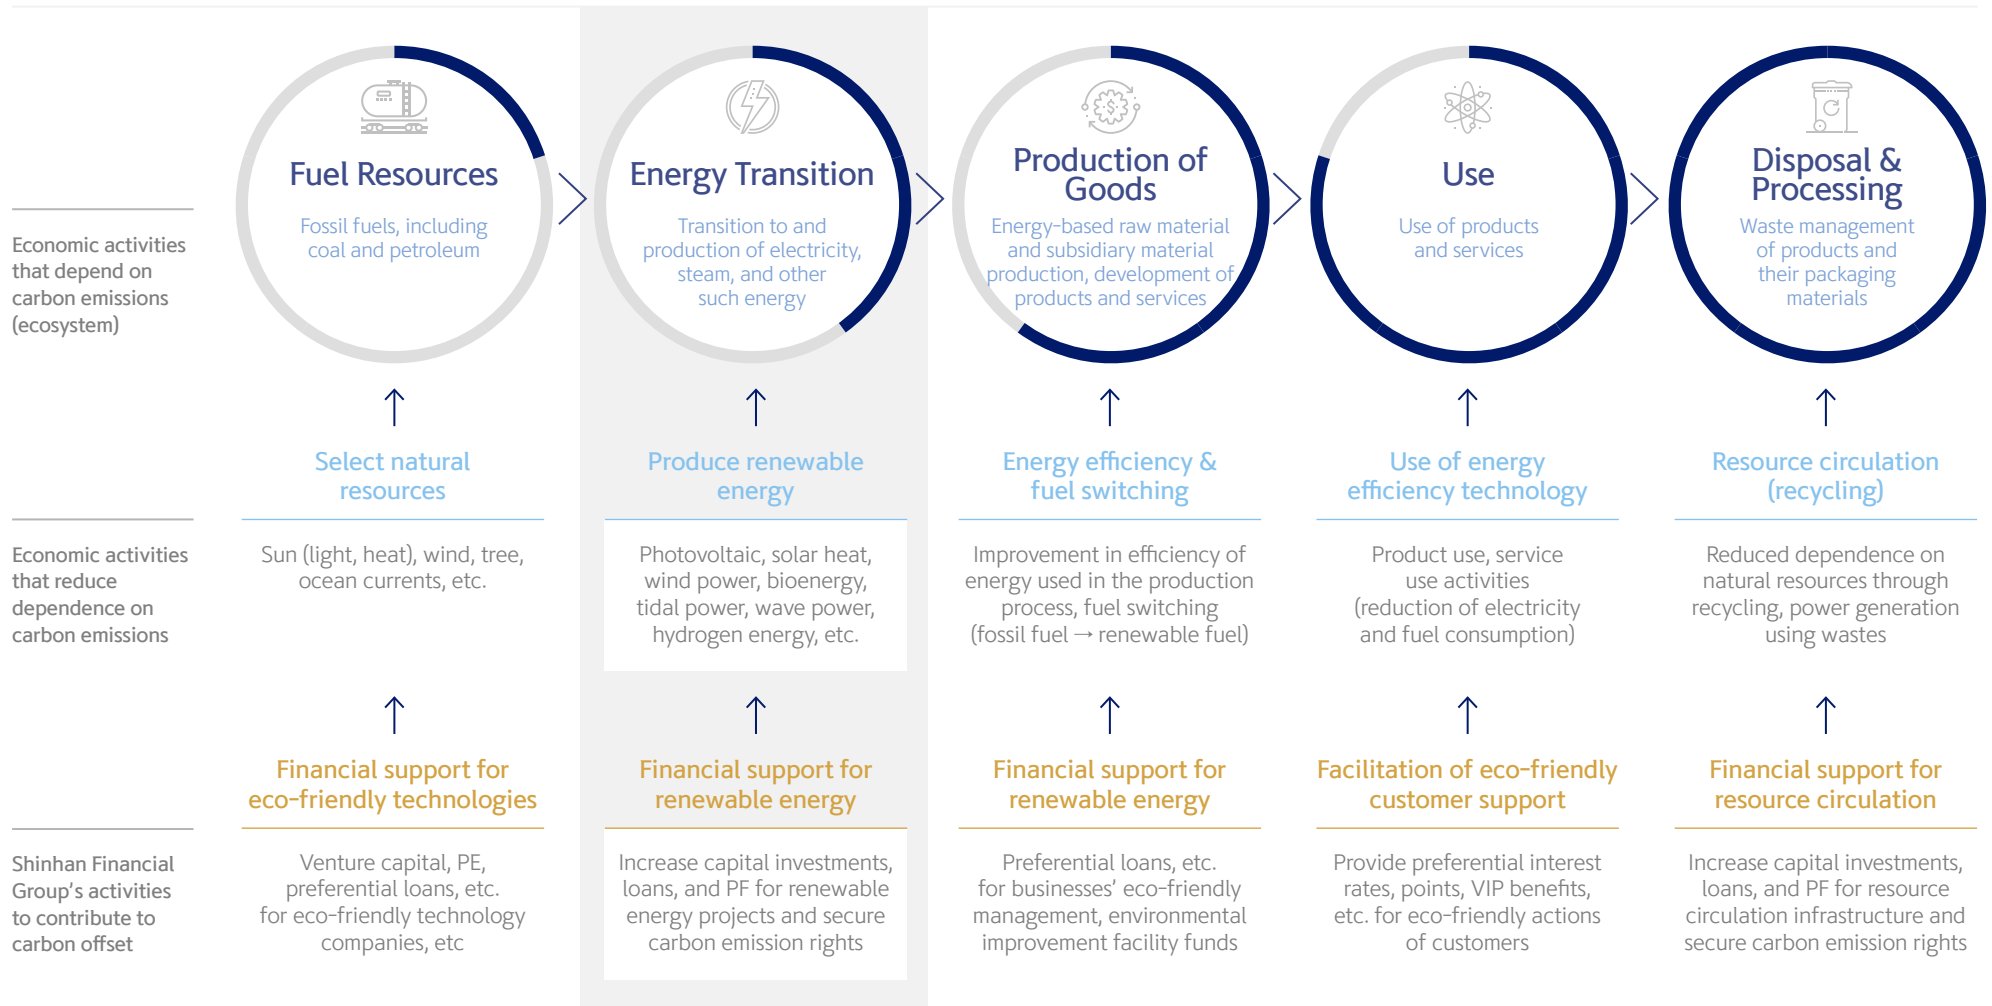 Economic activities
that depend on
carbon emissions
(ecosystem)
Fuel Resources
Fossil fuels, including
coal and petroleum
Energy Transition
Transition to and
production of electricity,
steam, and other
such energy
Production of
Goods
Energy-based raw material
and subsidiary material
production, development of
products and services
Use
Use of products
and services
Disposal &
Processing
Waste management
of products and
their packaging
materials
Economic activities
that reduce
dependence on
carbon emissions
Select natural
resources
Sun (light, heat), wind, tree,
ocean currents, etc.
Produce renewable
energy
Photovoltaic, solar heat,
wind power, bioenergy,
tidal power, wave power,
hydrogen energy, etc.
Energy efficiency &
fuel switching
Improvement in efficiency of
energy used in the production
process, fuel switching
(fossil fuel → renewable fuel)
Use of energy
efficiency technology
Product use, service
use activities
(reduction of electricity
and fuel consumption)
Resource circulation
(recycling)
Reduced dependence on
natural resources through
recycling, power generation
using wastes
Shinhan Financial
Group's activities
to contribute to
carbon offset
Financial support for
eco-friendly technologies
Venture capital, PE,
preferential loans, etc.
for eco-friendly technology
companies, etc
Financial support for
renewable energy
Increase capital investments,
loans, and PF for renewable
energy projects and secure
carbon emission rights
Financial support for
renewable energy
Preferential loans, etc.
for businesses' eco-friendly
management, environmental
improvement facility funds
Facilitation of eco-friendly
customer support
Provide preferential interest
rates, points, VIP benefits,
etc. for eco-friendly actions
of customers
Financial support for
resource circulation
Increase capital investments,
loans, and PF for resource
circulation infrastructure and
secure carbon emission rights